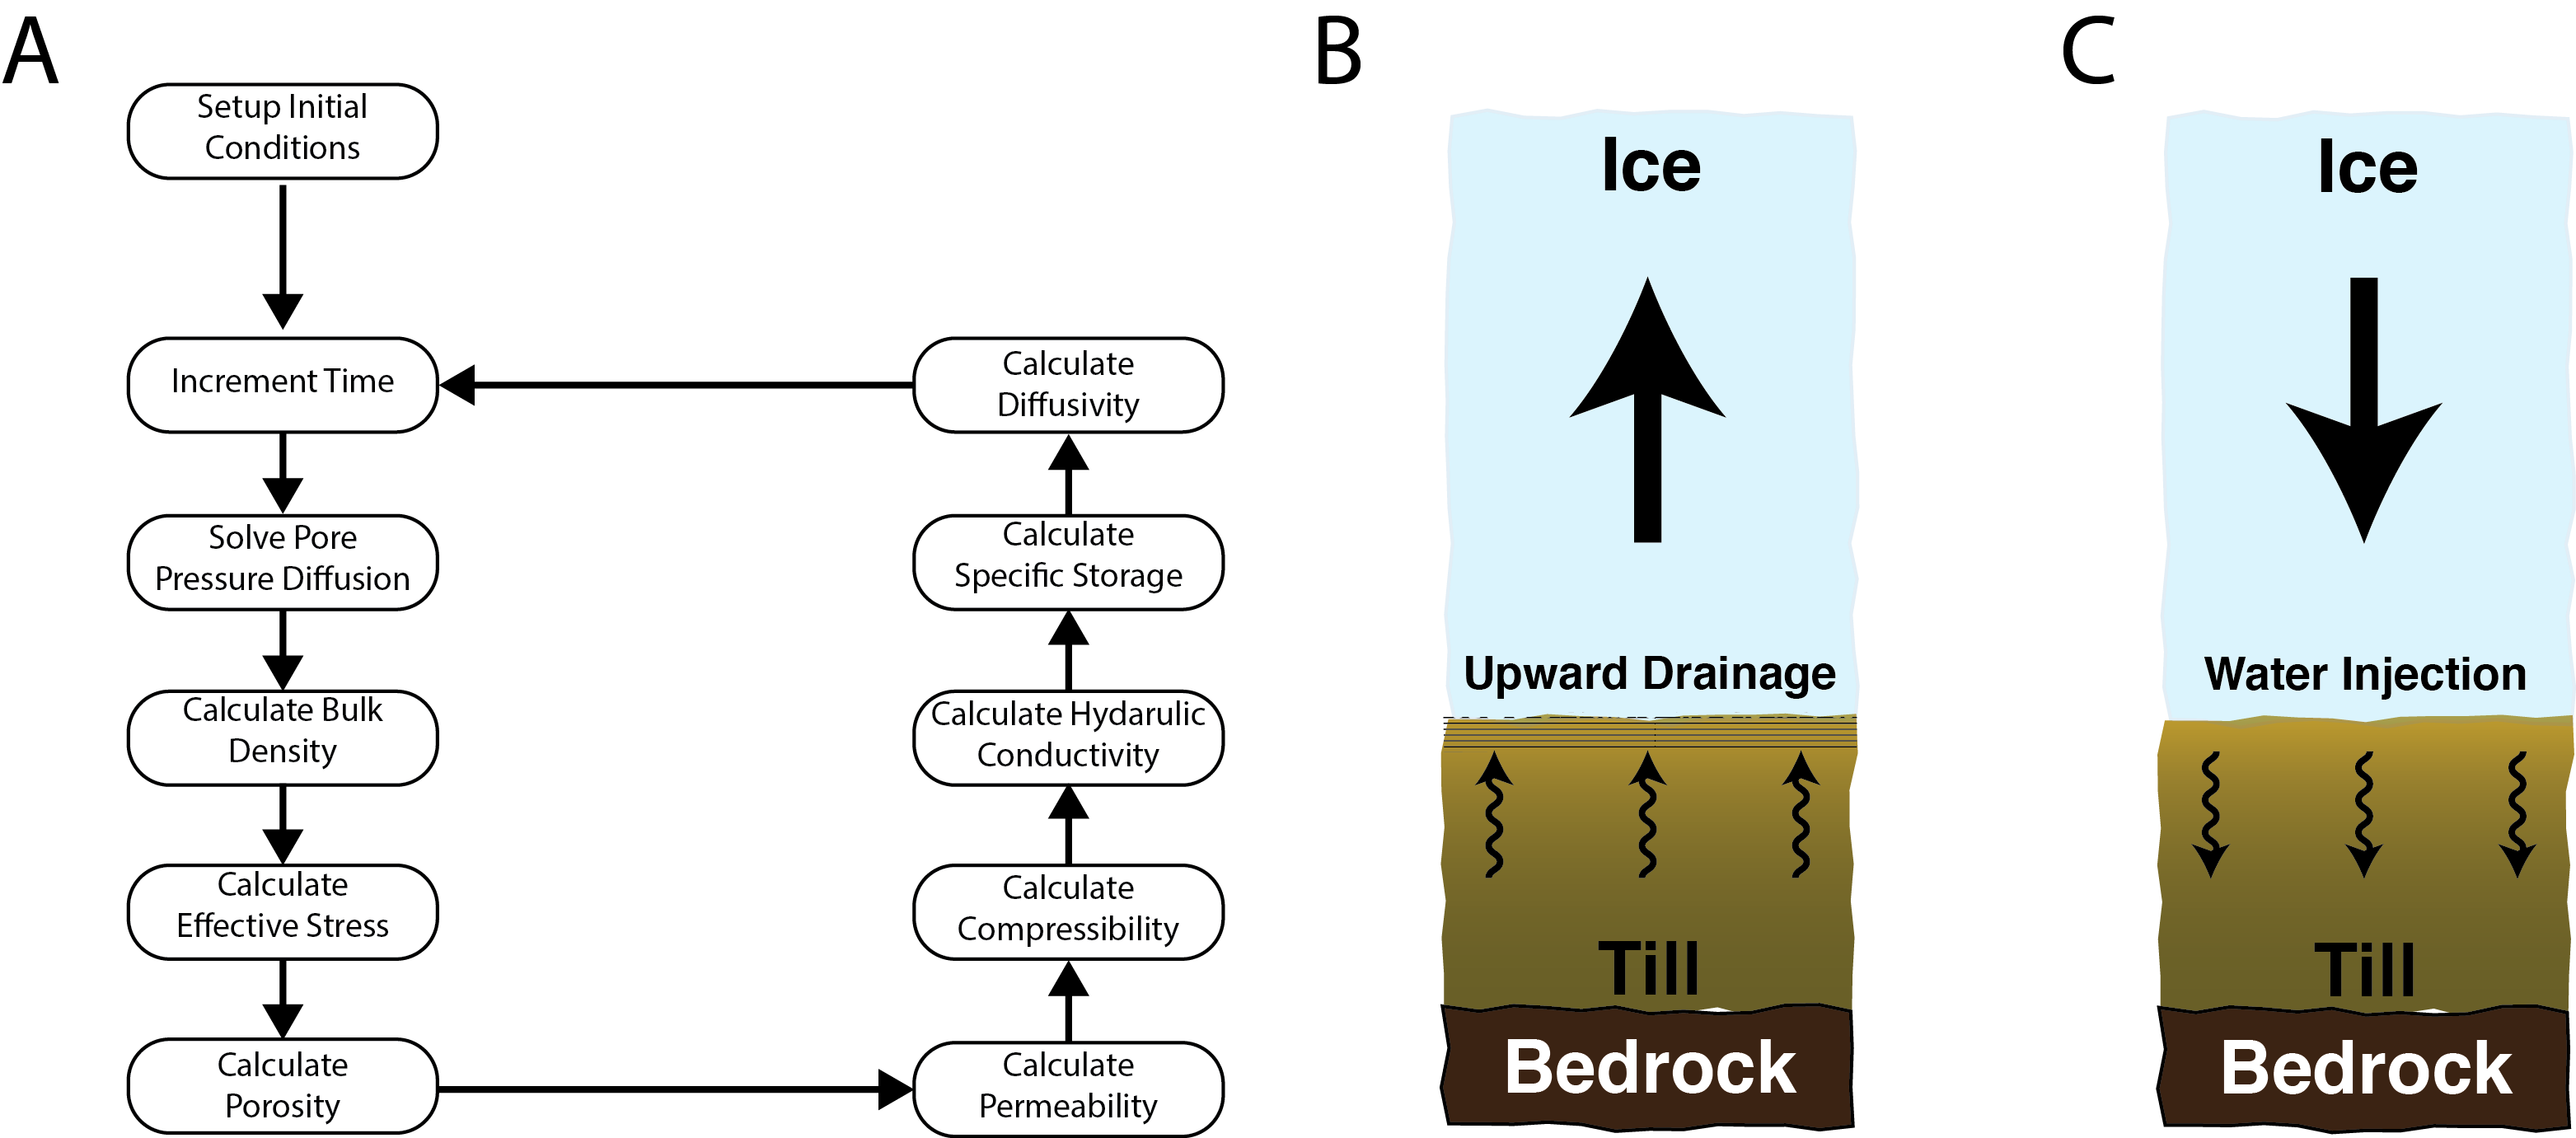 A
Setup Initial
Conditions
Increment Time
Solve Pore
Pressure Diffusion
Calculate Bulk
Density
Calculate
Effective Stress
Calculate
Porosity
Calculate
Permeability
Calculate
Compressibility
Calculate Hydarulic
Conductivity
Calculate
Specific Storage
Calculate
Diffusivity
B
Ice
Upward Drainage
Till
Bedrock
C
Ice
Water Injection
Till
Bedrock